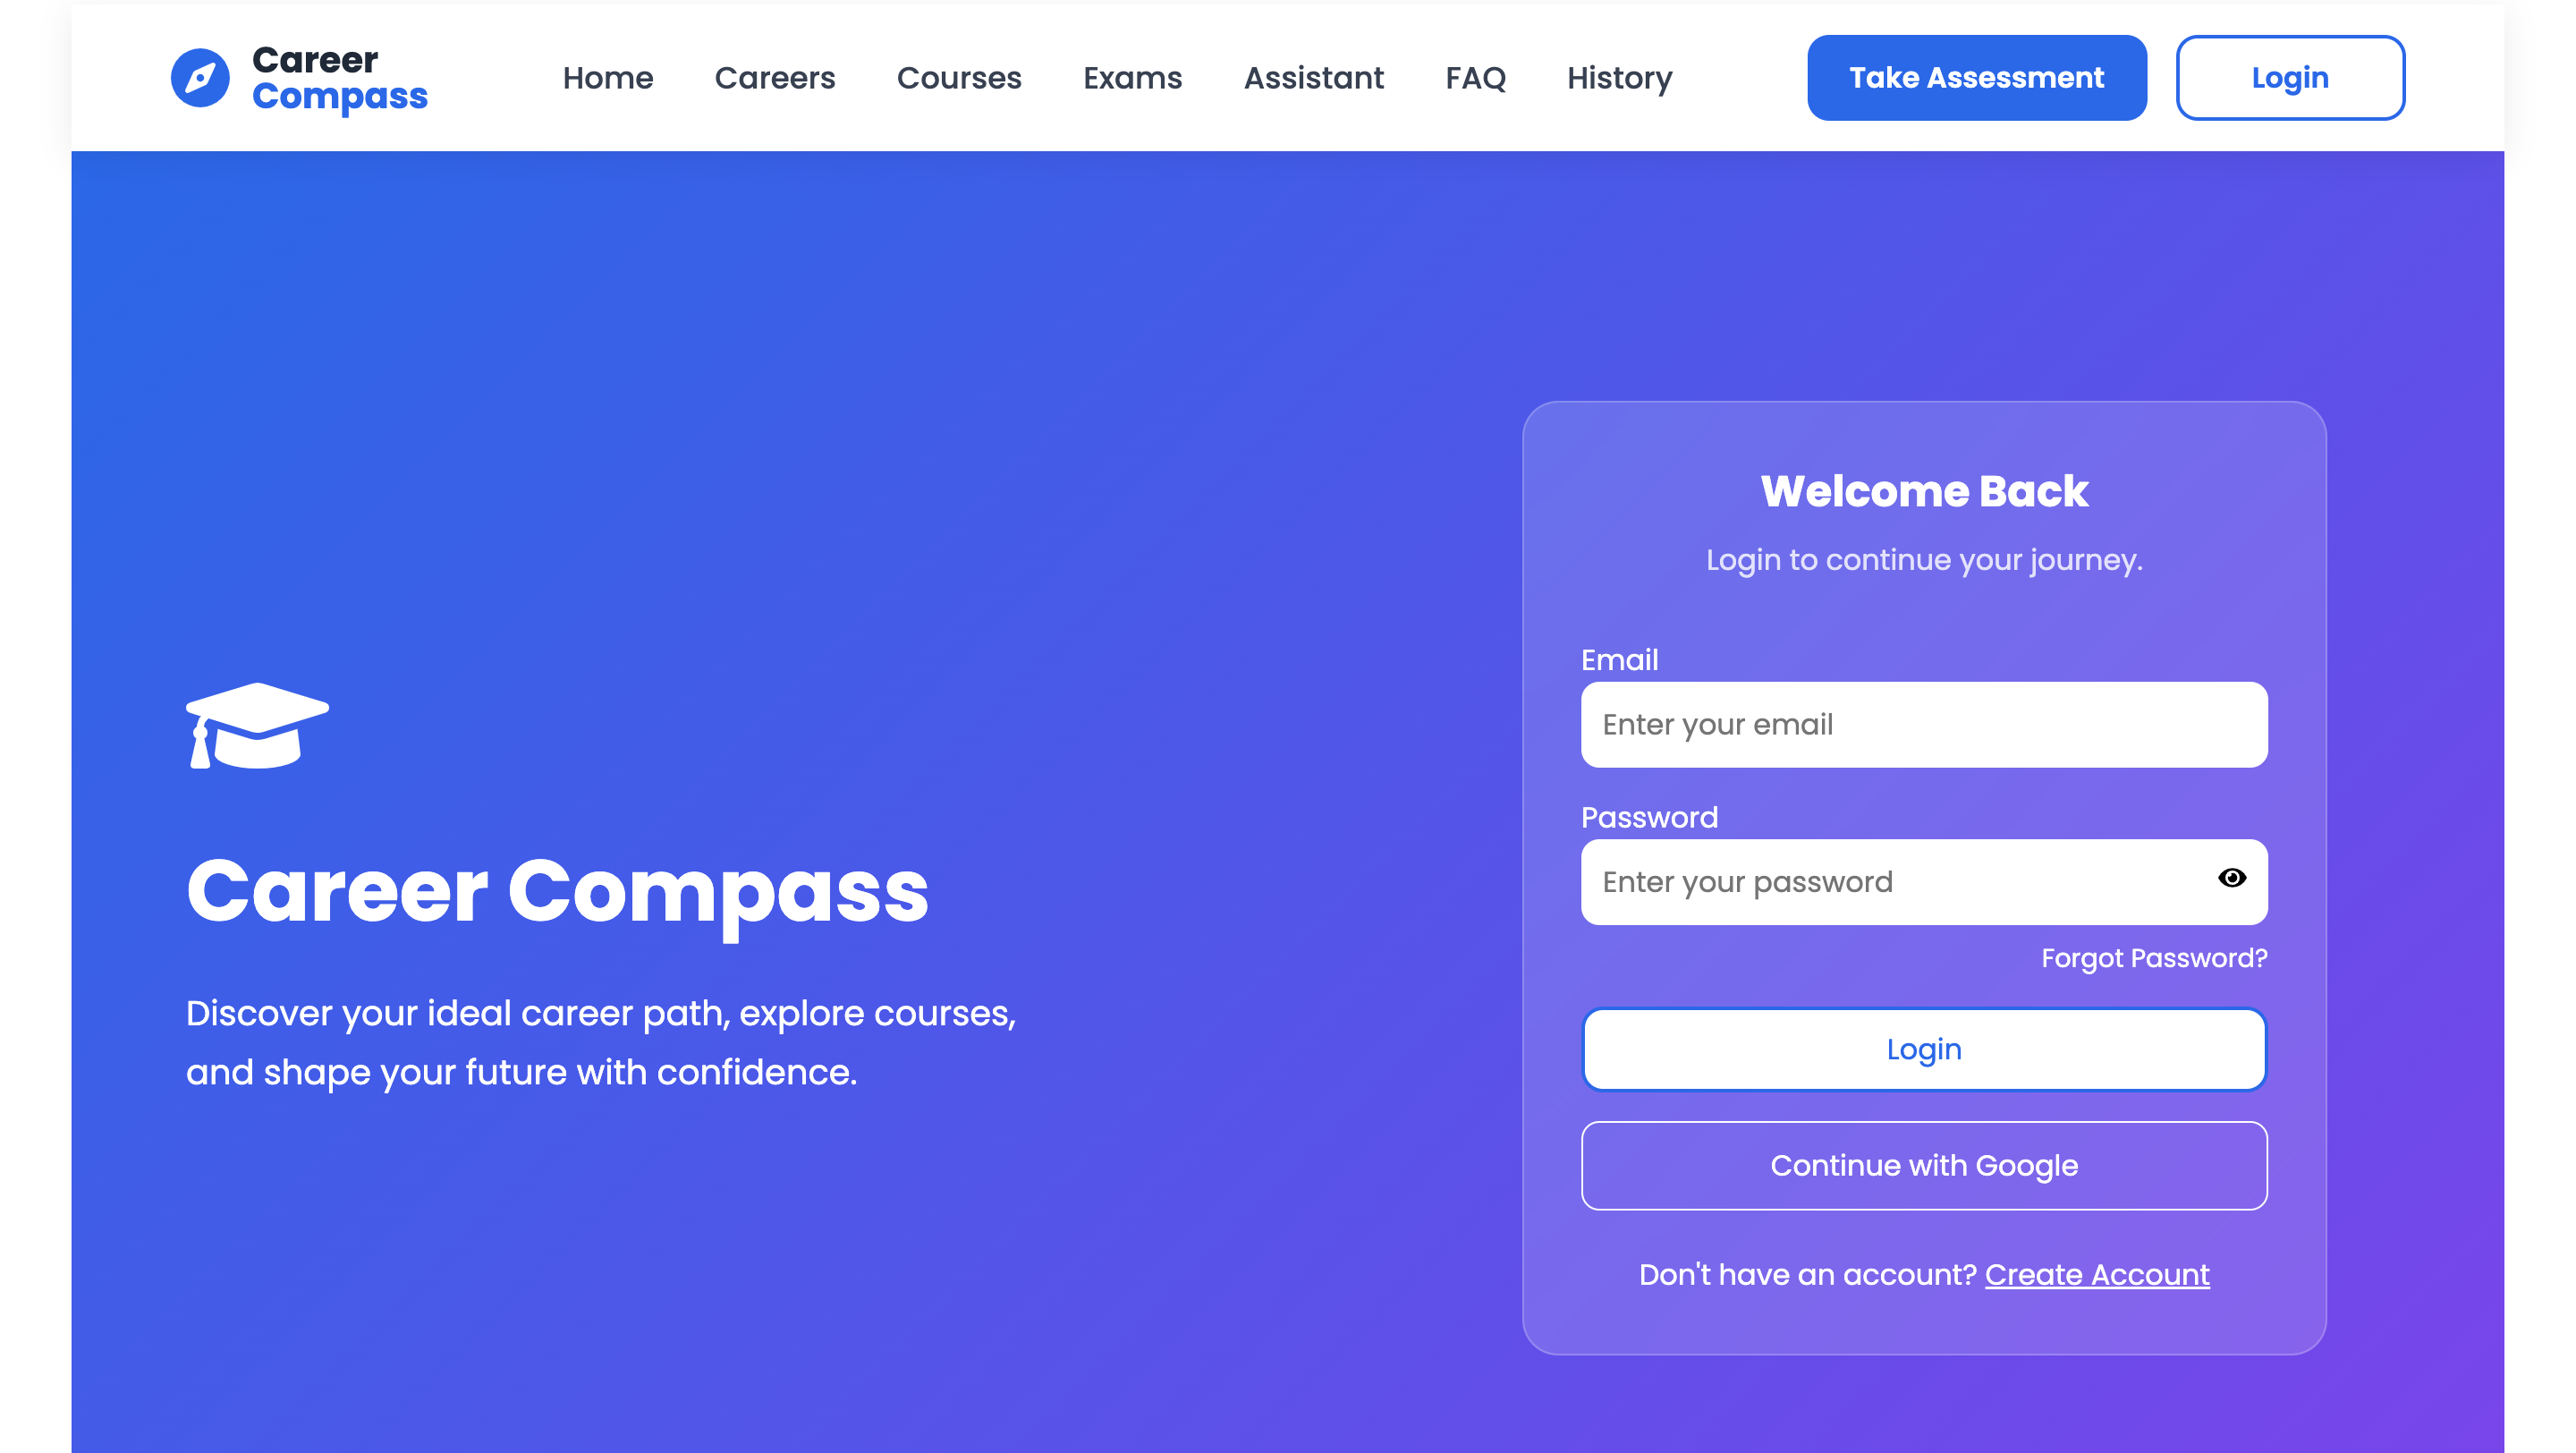 Career
Compass
Home
Careers
Courses
Exams
Assistant
FAQ
History
Take Assessment
Login
Career Compass
Discover your ideal career path, explore courses,
and shape your future with confidence.
Welcome Back
Login to continue your journey.
Email
Enter your email
Password
Enter your password
Forgot Password?
Login
Continue with Google
Don't have an account? Create Account